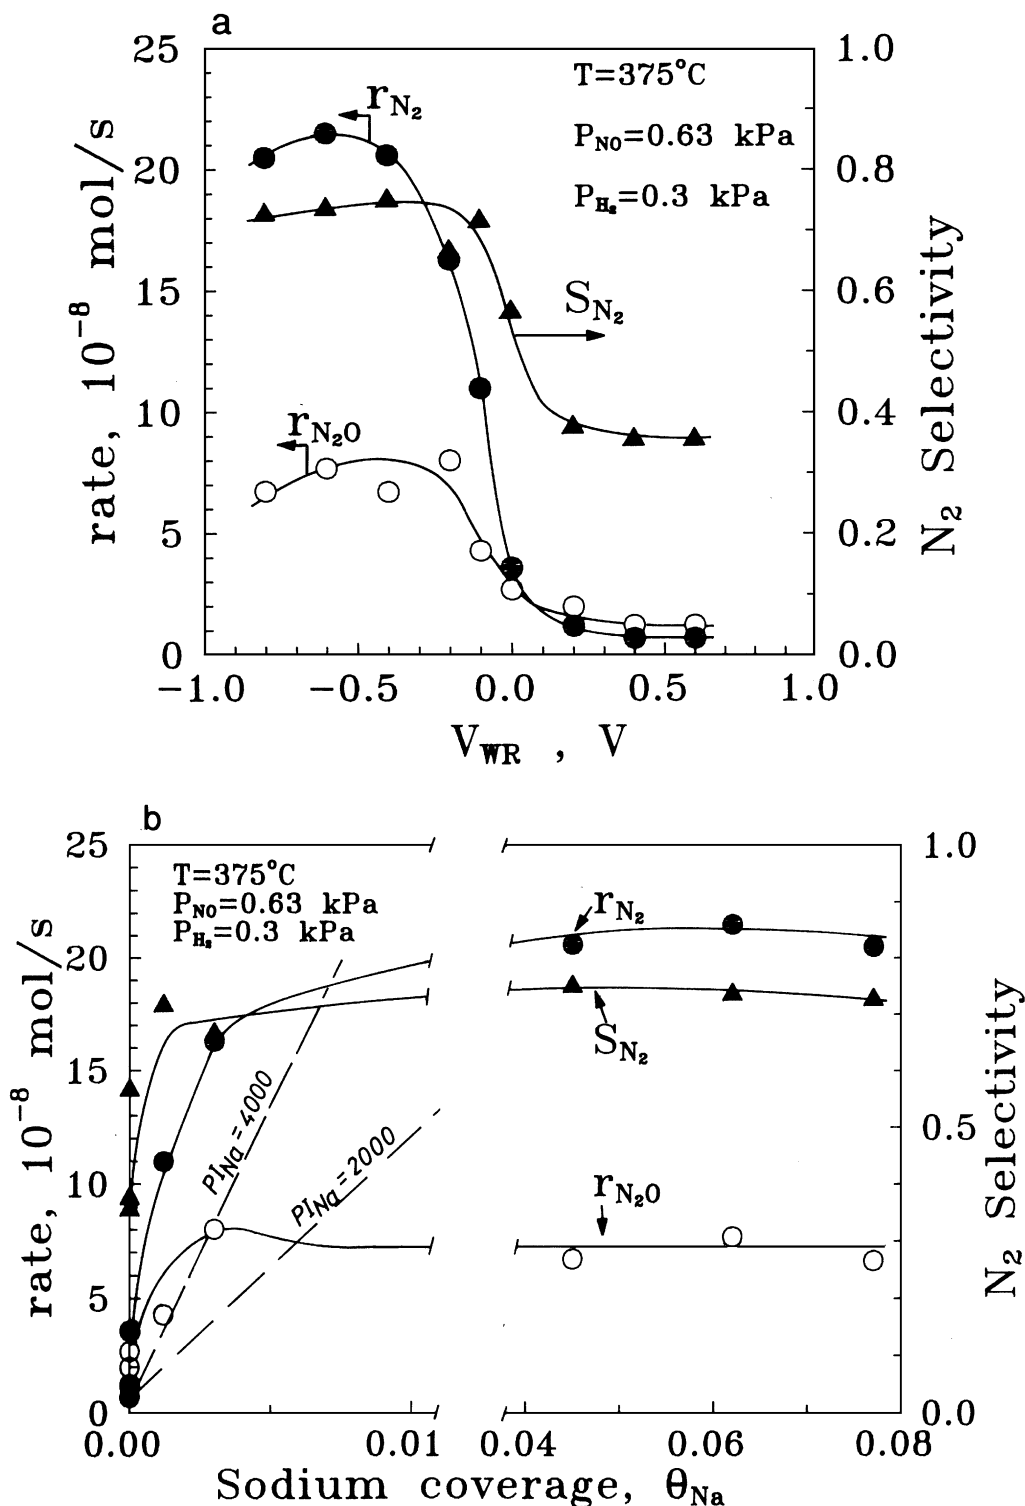 a
25
20
15
10
5
0
rate, 10⁻⁸ mol/s
1.0
0.8
0.6
0.4
0.2
0.0
N₂ Selectivity
T=375°C
P_NO=0.63 kPa
P_H₂=0.3 kPa
r_N₂
S_N₂
r_N₂O
−1.0 −0.5 0.0 0.5 1.0
V_WR , V
b
25
20
15
10
5
0
rate, 10⁻⁸ mol/s
1.0
0.5
0.0
N₂ Selectivity
T=375°C
P_NO=0.63 kPa
P_H₂=0.3 kPa
r_N₂
S_N₂
PI_Na=4000
PI_Na=2000
r_N₂O
0.00 0.01 0.04 0.06 0.08
Sodium coverage, θ_Na